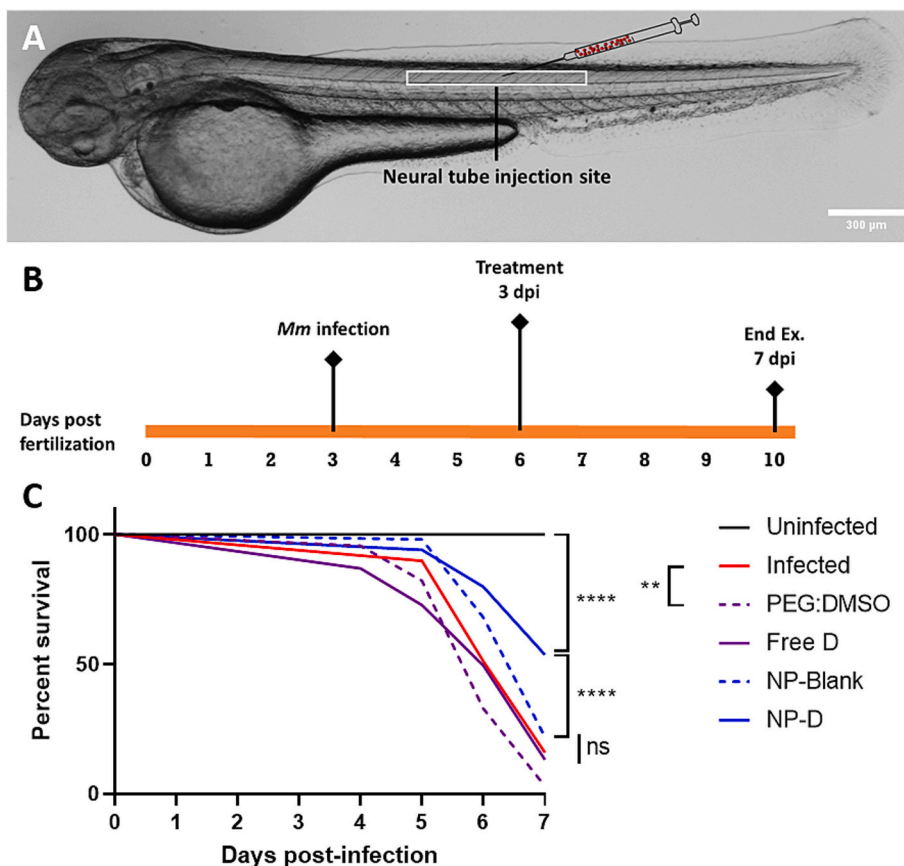 A
Neural tube injection site
300 µm
B
Treatment
3 dpi
Mm infection
End Ex.
7 dpi
Days post
fertilization
0 1 2 3 4 5 6 7 8 9 10
C
Percent survival
100
50
0
0 1 2 3 4 5 6 7
Days post-infection
****
****
ns
**
Uninfected
Infected
PEG:DMSO
Free D
NP-Blank
NP-D